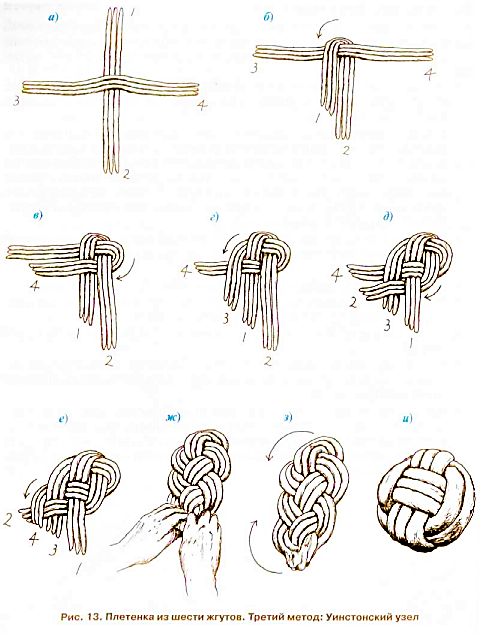 а)
1
3
4
2
б)
3
4
1
2
в)
4
1
2
г)
4
3
1
2
д)
4
2
3
1
е)
2
4
3
1
ж)
з)
и)
Рис. 13. Плетенка из шести жгутов. Третий метод: Уинстонский узел